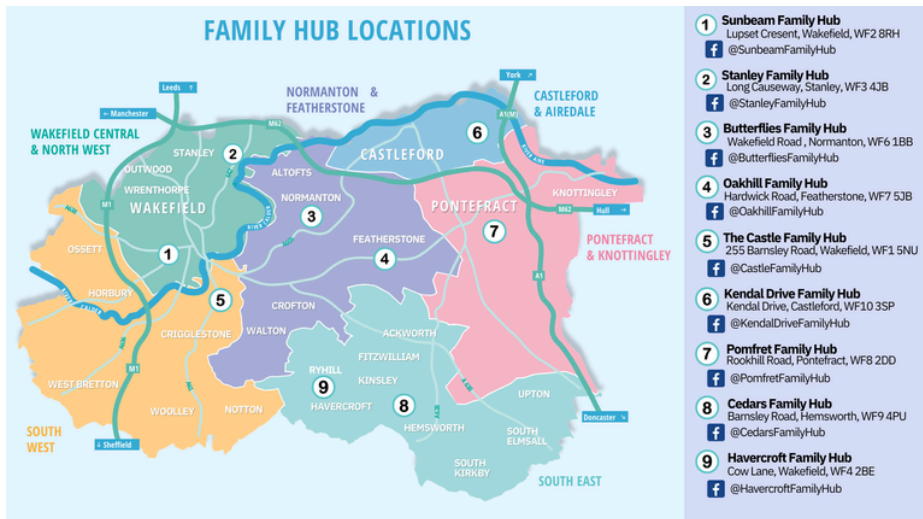 FAMILY HUB LOCATIONS
Leeds ↑
← Manchester
York ↗
NORMANTON &
FEATHERSTONE
CASTLEFORD
& AIREDALE
WAKEFIELD CENTRAL
& NORTH WEST
M62
A1(M)
STANLEY
2
6
CASTLEFORD
RIVER AIRE
OUTWOOD
ALTOFTS
WRENTHORPE
WAKEFIELD
M1
NORMANTON
3
KNOTTINGLEY
PONTEFRACT
7
M62
Hull →
RIVER
FEATHERSTONE
4
PONTEFRACT
& KNOTTINGLEY
OSSETT
1
A1
HORBURY
5
CROFTON
RIVER CALDER
CRIGGLESTONE
WALTON
ACKWORTH
FITZWILLIAM
M1
RYHILL
9
KINSLEY
WEST BRETTON
HAVERCROFT
8
UPTON
WOOLLEY
NOTTON
HEMSWORTH
Doncaster ↘
SOUTH
WEST
↓ Sheffield
SOUTH
ELMSALL
SOUTH
KIRKBY
SOUTH EAST
1 Sunbeam Family Hub
Lupset Cresent, Wakefield, WF2 8RH
@SunbeamFamilyHub
2 Stanley Family Hub
Long Causeway, Stanley, WF3 4JB
@StanleyFamilyHub
3 Butterflies Family Hub
Wakefield Road , Normanton, WF6 1BB
@ButterfliesFamilyHub
4 Oakhill Family Hub
Hardwick Road, Featherstone, WF7 5JB
@OakhillFamilyHub
5 The Castle Family Hub
255 Barnsley Road, Wakefield, WF1 5NU
@CastleFamilyHub
6 Kendal Drive Family Hub
Kendal Drive, Castleford, WF10 3SP
@KendalDriveFamilyHub
7 Pomfret Family Hub
Rookhill Road, Pontefract, WF8 2DD
@PomfretFamilyHub
8 Cedars Family Hub
Barnsley Road, Hemsworth, WF9 4PU
@CedarsFamilyHub
9 Havercroft Family Hub
Cow Lane, Wakefield, WF4 2BE
@HavercroftFamilyHub